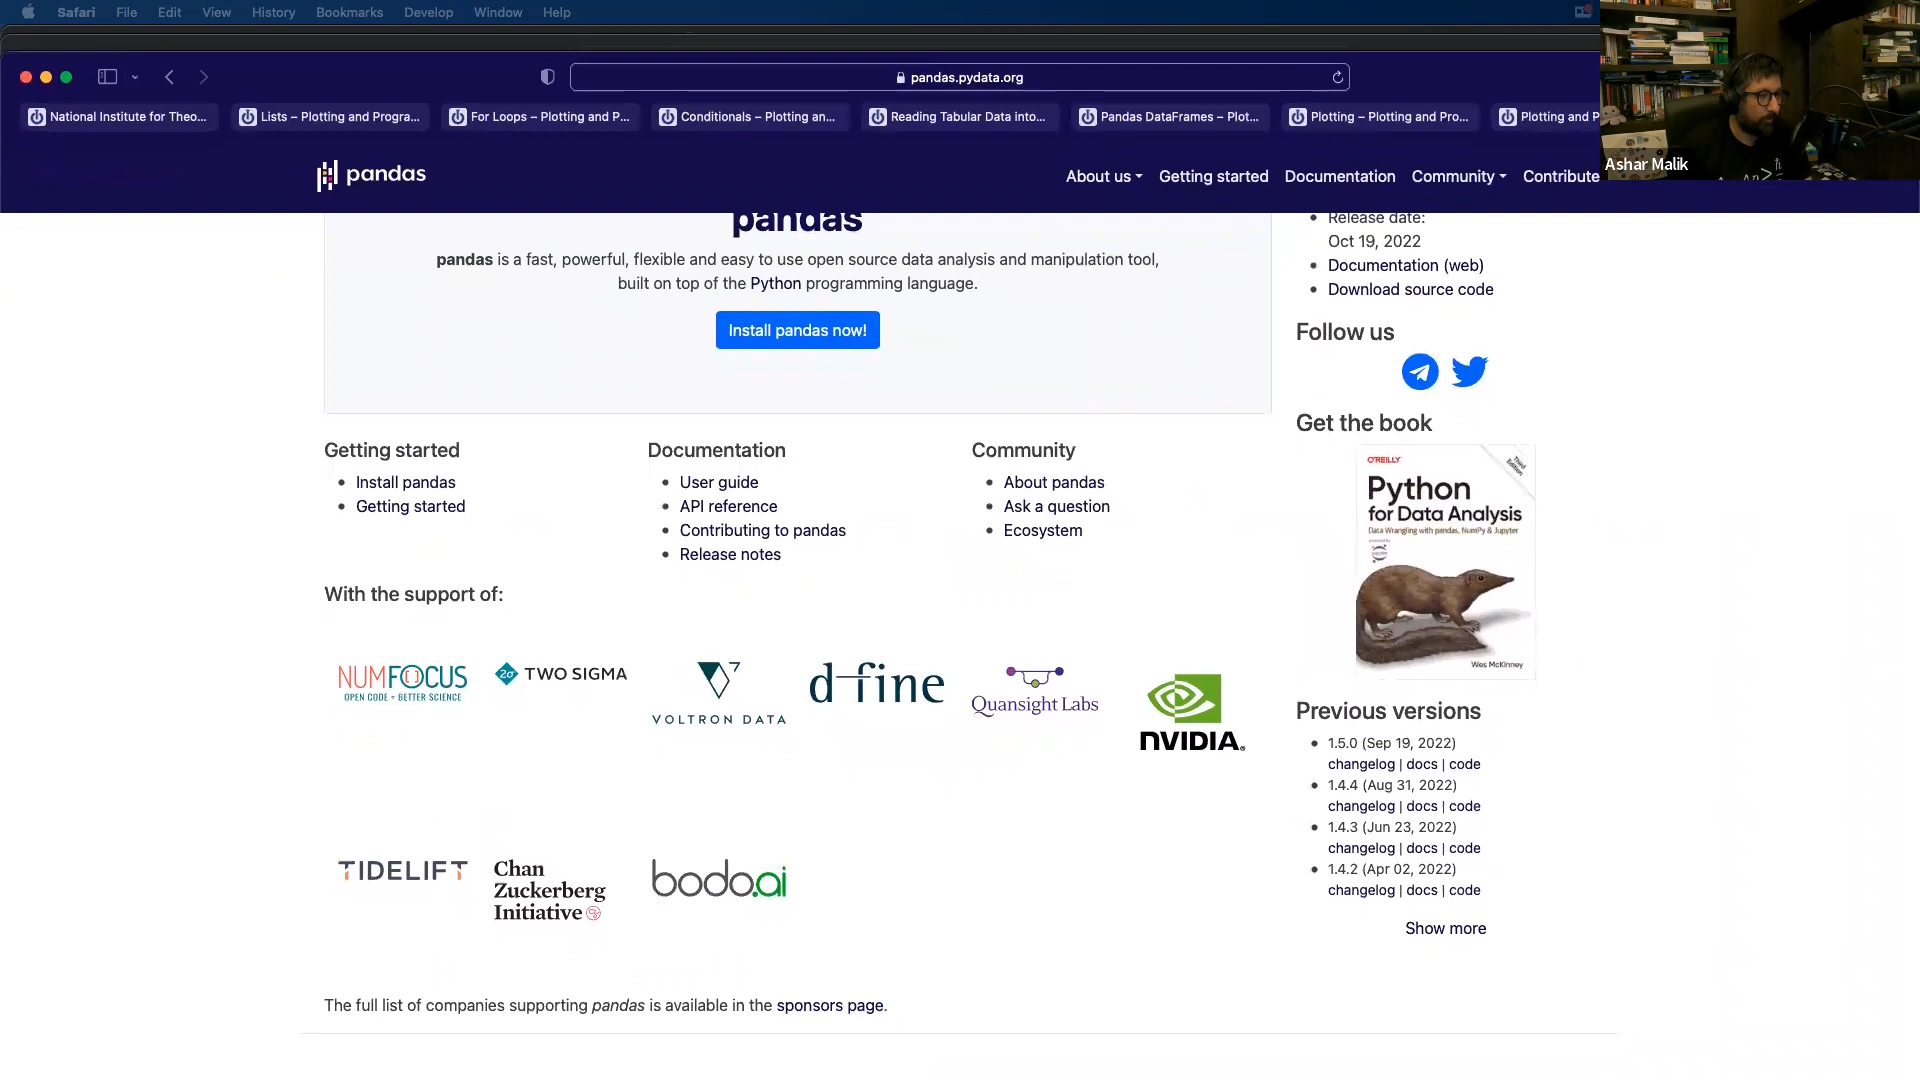 Safari File Edit View History Bookmarks Develop Window Help
pandas.pydata.org
National Institute for Theo...
Lists – Plotting and Progra...
For Loops – Plotting and P...
Conditionals – Plotting an...
Reading Tabular Data into...
Pandas DataFrames – Plot...
Plotting – Plotting and Pro...
Plotting and P
Ashar Malik
pandas
About us
Getting started
Documentation
Community
Contribute
pandas
pandas is a fast, powerful, flexible and easy to use open source data analysis and manipulation tool,
built on top of the Python programming language.
Install pandas now!
Getting started
Install pandas
Getting started
Documentation
User guide
API reference
Contributing to pandas
Release notes
Community
About pandas
Ask a question
Ecosystem
With the support of:
NUMFOCUS
OPEN CODE = BETTER SCIENCE
2σ TWO SIGMA
VOLTRON DATA
d-fine
Quansight Labs
NVIDIA
TIDELIFT
Chan
Zuckerberg
Initiative
bodo.ai
The full list of companies supporting pandas is available in the sponsors page.
Release date:
Oct 19, 2022
Documentation (web)
Download source code
Follow us
Get the book
O'REILLY
Third
Edition
Python
for Data Analysis
Data Wrangling with pandas, NumPy & Jupyter
Wes McKinney
Previous versions
1.5.0 (Sep 19, 2022)
changelog | docs | code
1.4.4 (Aug 31, 2022)
changelog | docs | code
1.4.3 (Jun 23, 2022)
changelog | docs | code
1.4.2 (Apr 02, 2022)
changelog | docs | code
Show more